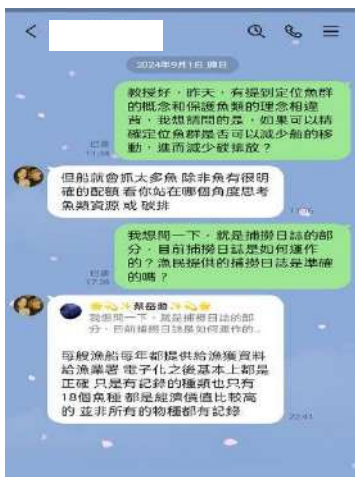 2024年9月1日 週日
教授好，昨天，有提到定位魚群
的概念和保護魚類的理念相違
背，我想請問的是，如果可以精
確定位魚群是否可以減少船的移
動，進而減少碳排放？
已讀
但船就會抓太多魚 除非魚有很明
確的配額 看你站在哪個角度思考
魚類資源 或 碳排
我想問一下，就是捕撈日誌的部
分，目前捕撈日誌是如何運作
的？漁民提供的捕撈日誌是準確
的嗎？
已讀
17:36
我想問一下，就是捕撈日誌的部
分，目前捕撈日誌是如何運作的...
每艘漁船每年都提供給漁獲資料
給漁業署 電子化之後基本上都是
正確 只是有記錄的種類也只有
18個魚種 都是經濟價值比較高
的 並非所有的物種都有記錄
22:41